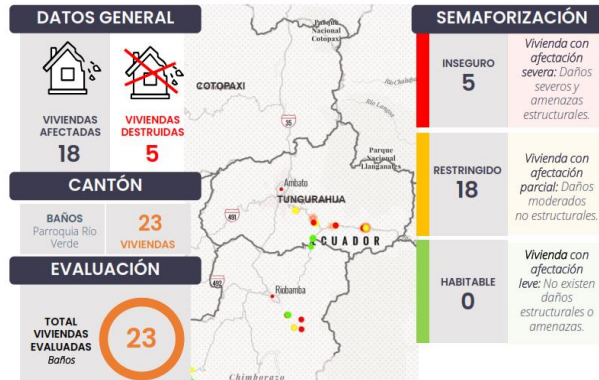 DATOS GENERAL
VIVIENDAS
AFECTADAS
18
VIVIENDAS
DESTRUIDAS
5
CANTÓN
BAÑOS
Parroquia Río
Verde
23
VIVIENDAS
EVALUACIÓN
TOTAL
VIVIENDAS
EVALUADAS
Baños
23
Parque
Nacional
Cotopaxi
COTOPAXI
35
Parque
Nacional
Llanganates
Ambato
TUNGURAHUA
491
ECUADOR
492
Riobamba
Chimborazo
SEMAFORIZACIÓN
INSEGURO
5
Vivienda con
afectación
severa: Daños
severos y
amenazas
estructurales.
RESTRINGIDO
18
Vivienda con
afectación
parcial: Daños
moderados
no estructurales.
HABITABLE
0
Vivienda con
afectación
leve: No existen
daños
estructurales o
amenazas.